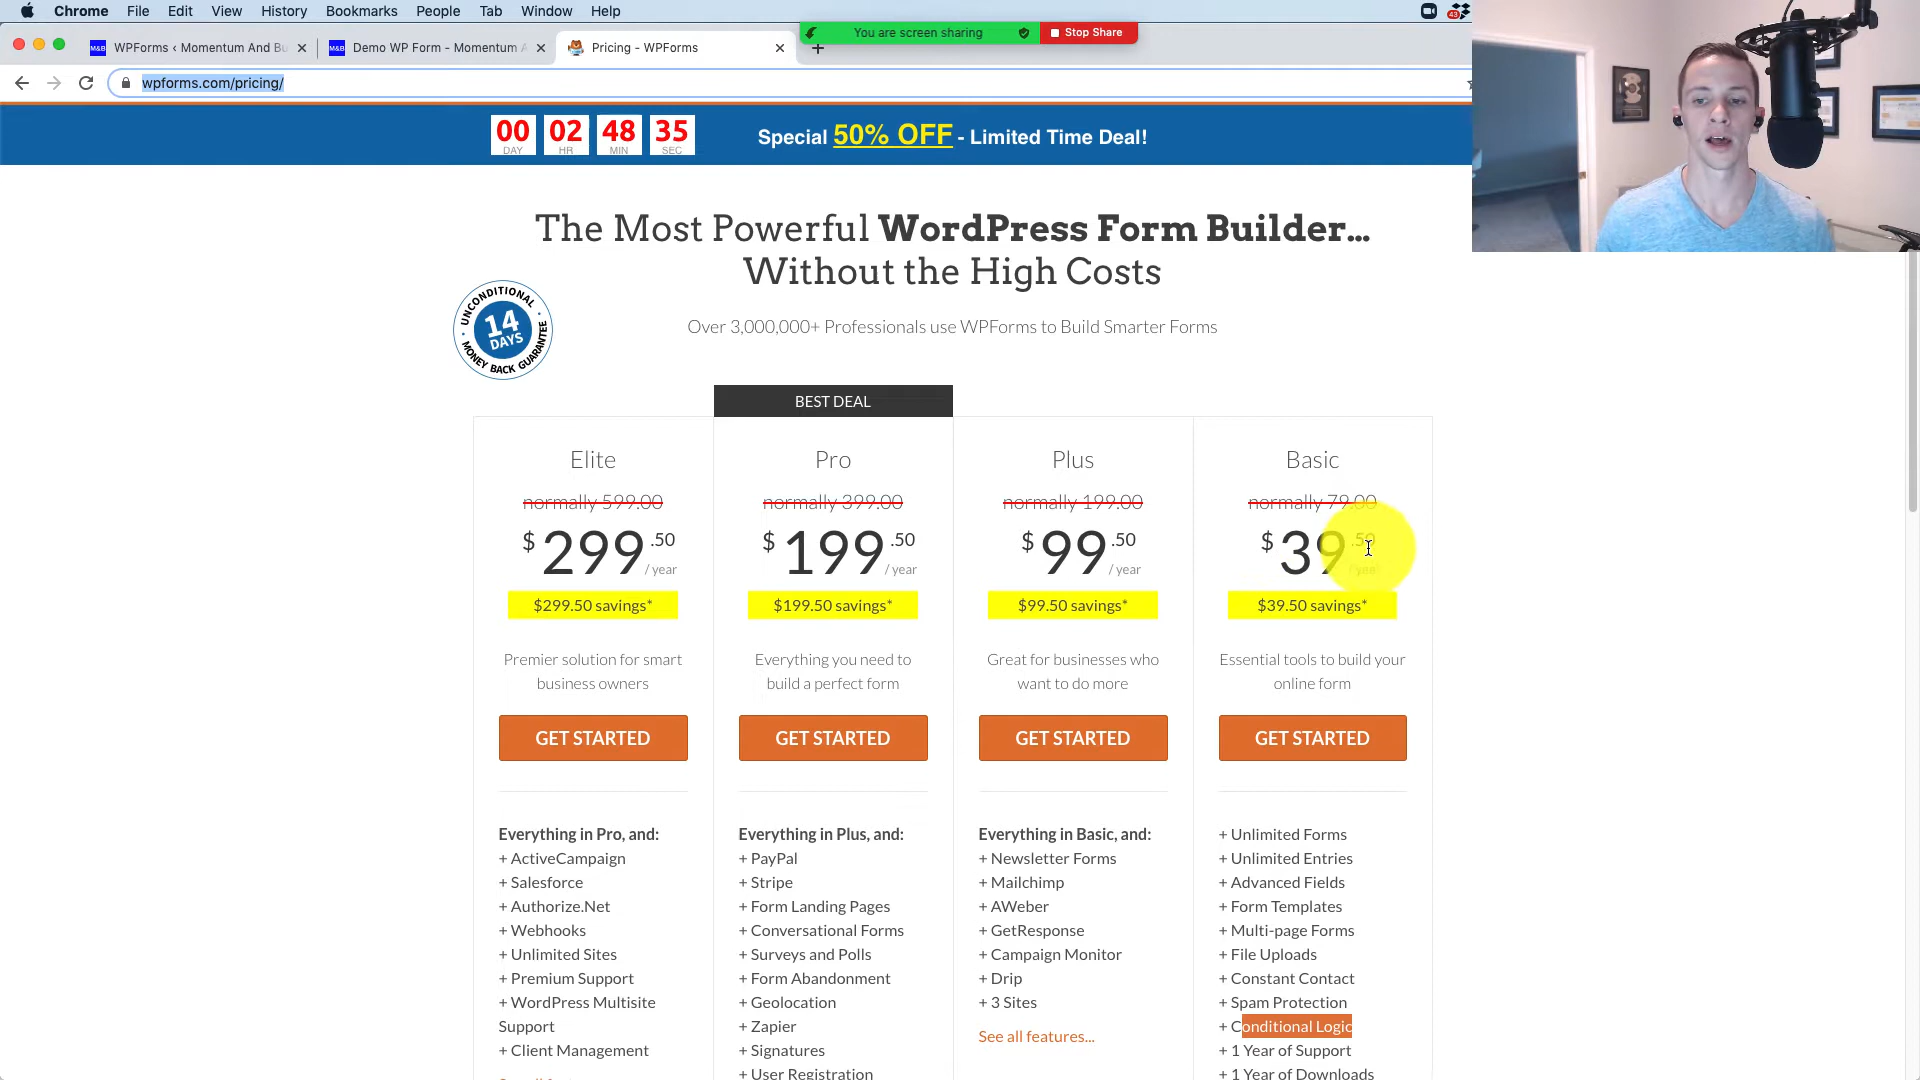 Chrome File Edit View History Bookmarks People Tab Window Help
43
WPForms ‹ Momentum And Bu
Demo WP Form - Momentum A
Pricing - WPForms
You are screen sharing
Stop Share
wpforms.com/pricing/
00 02 48 35
DAY HR MIN SEC
Special 50% OFF - Limited Time Deal!
The Most Powerful WordPress Form Builder...
Without the High Costs
Over 3,000,000+ Professionals use WPForms to Build Smarter Forms
UNCONDITIONAL
14
DAYS
MONEY BACK GUARANTEE
BEST DEAL
Elite
normally 599.00
$299.50
/ year
$299.50 savings*
Premier solution for smart
business owners
GET STARTED
Everything in Pro, and:
+ ActiveCampaign
+ Salesforce
+ Authorize.Net
+ Webhooks
+ Unlimited Sites
+ Premium Support
+ WordPress Multisite
Support
+ Client Management
Pro
normally 399.00
$199.50
/ year
$199.50 savings*
Everything you need to
build a perfect form
GET STARTED
Everything in Plus, and:
+ PayPal
+ Stripe
+ Form Landing Pages
+ Conversational Forms
+ Surveys and Polls
+ Form Abandonment
+ Geolocation
+ Zapier
+ Signatures
+ User Registration
Plus
normally 199.00
$99.50
/ year
$99.50 savings*
Great for businesses who
want to do more
GET STARTED
Everything in Basic, and:
+ Newsletter Forms
+ Mailchimp
+ AWeber
+ GetResponse
+ Campaign Monitor
+ Drip
+ 3 Sites
See all features...
Basic
normally 79.00
$39.50
/ year
$39.50 savings*
Essential tools to build your
online form
GET STARTED
+ Unlimited Forms
+ Unlimited Entries
+ Advanced Fields
+ Form Templates
+ Multi-page Forms
+ File Uploads
+ Constant Contact
+ Spam Protection
+ Conditional Logic
+ 1 Year of Support
+ 1 Year of Downloads